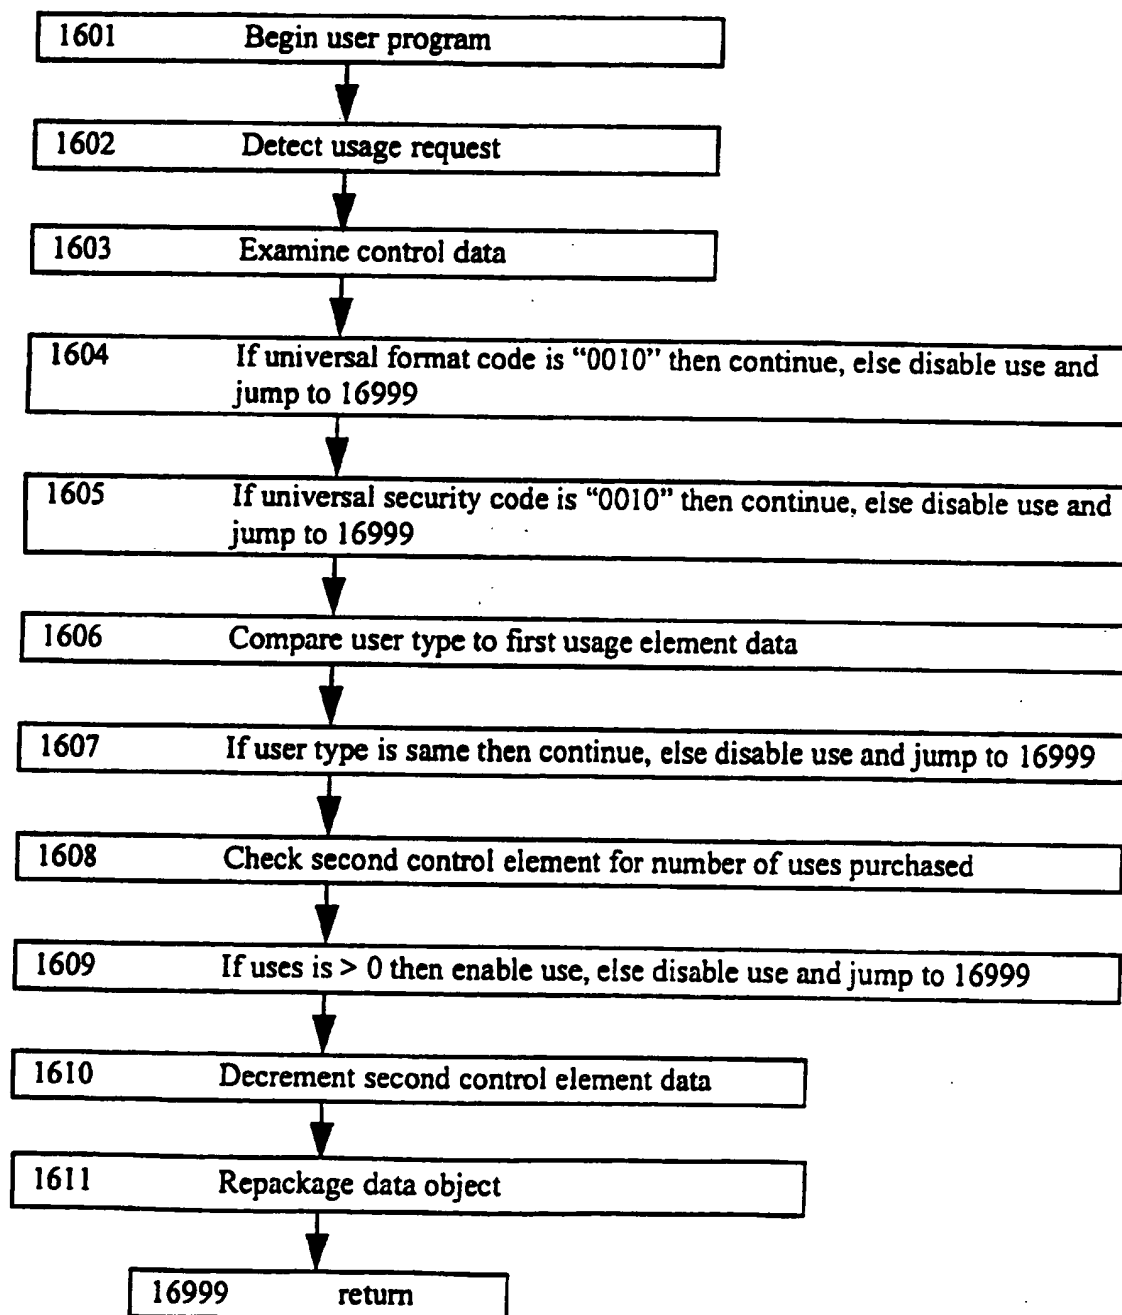 1601 Begin user program
1602 Detect usage request
1603 Examine control data
1604 If universal format code is “0010” then continue, else disable use and
jump to 16999
1605 If universal security code is “0010” then continue, else disable use and
jump to 16999
1606 Compare user type to first usage element data
1607 If user type is same then continue, else disable use and jump to 16999
1608 Check second control element for number of uses purchased
1609 If uses is > 0 then enable use, else disable use and jump to 16999
1610 Decrement second control element data
1611 Repackage data object
16999 return